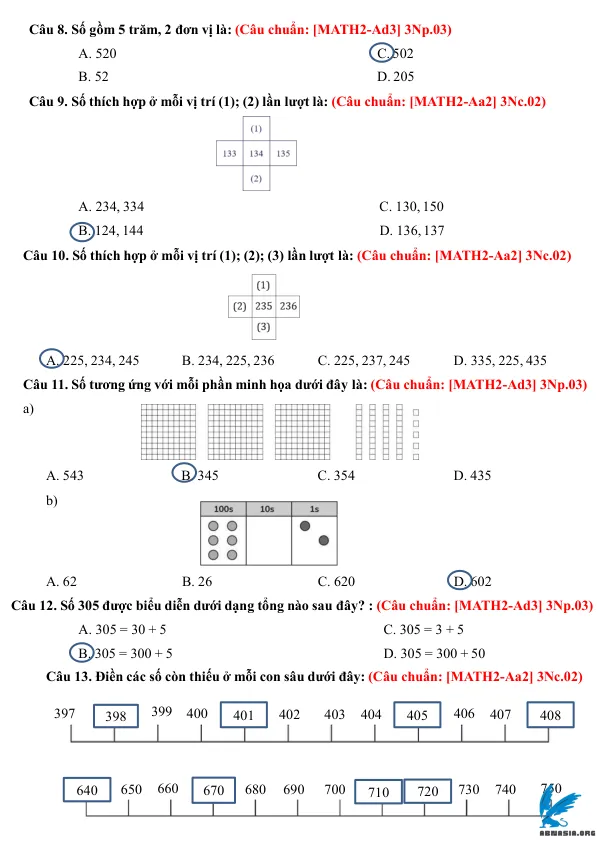 Câu 8. Số gồm 5 trăm, 2 đơn vị là: (Câu chuẩn: [MATH2-Ad3] 3Np.03)
A. 520 C. 502
B. 52 D. 205
Câu 9. Số thích hợp ở mỗi vị trí (1); (2) lần lượt là: (Câu chuẩn: [MATH2-Aa2] 3Nc.02)
(1)
133 134 135
(2)
A. 234, 334 C. 130, 150
B. 124, 144 D. 136, 137
Câu 10. Số thích hợp ở mỗi vị trí (1); (2); (3) lần lượt là: (Câu chuẩn: [MATH2-Aa2] 3Nc.02)
(1)
(2) 235 236
(3)
A. 225, 234, 245 B. 234, 225, 236 C. 225, 237, 245 D. 335, 225, 435
Câu 11. Số tương ứng với mỗi phần minh họa dưới đây là: (Câu chuẩn: [MATH2-Ad3] 3Np.03)
a)
A. 543 B. 345 C. 354 D. 435
b)
100s 10s 1s
A. 62 B. 26 C. 620 D. 602
Câu 12. Số 305 được biểu diễn dưới dạng tổng nào sau đây? : (Câu chuẩn: [MATH2-Ad3] 3Np.03)
A. 305 = 30 + 5 C. 305 = 3 + 5
B. 305 = 300 + 5 D. 305 = 300 + 50
Câu 13. Điền các số còn thiếu ở mỗi con sâu dưới đây: (Câu chuẩn: [MATH2-Aa2] 3Nc.02)
397 398 399 400 401 402 403 404 405 406 407 408
640 650 660 670 680 690 700 710 720 730 740 750
ABMASIA.ORG